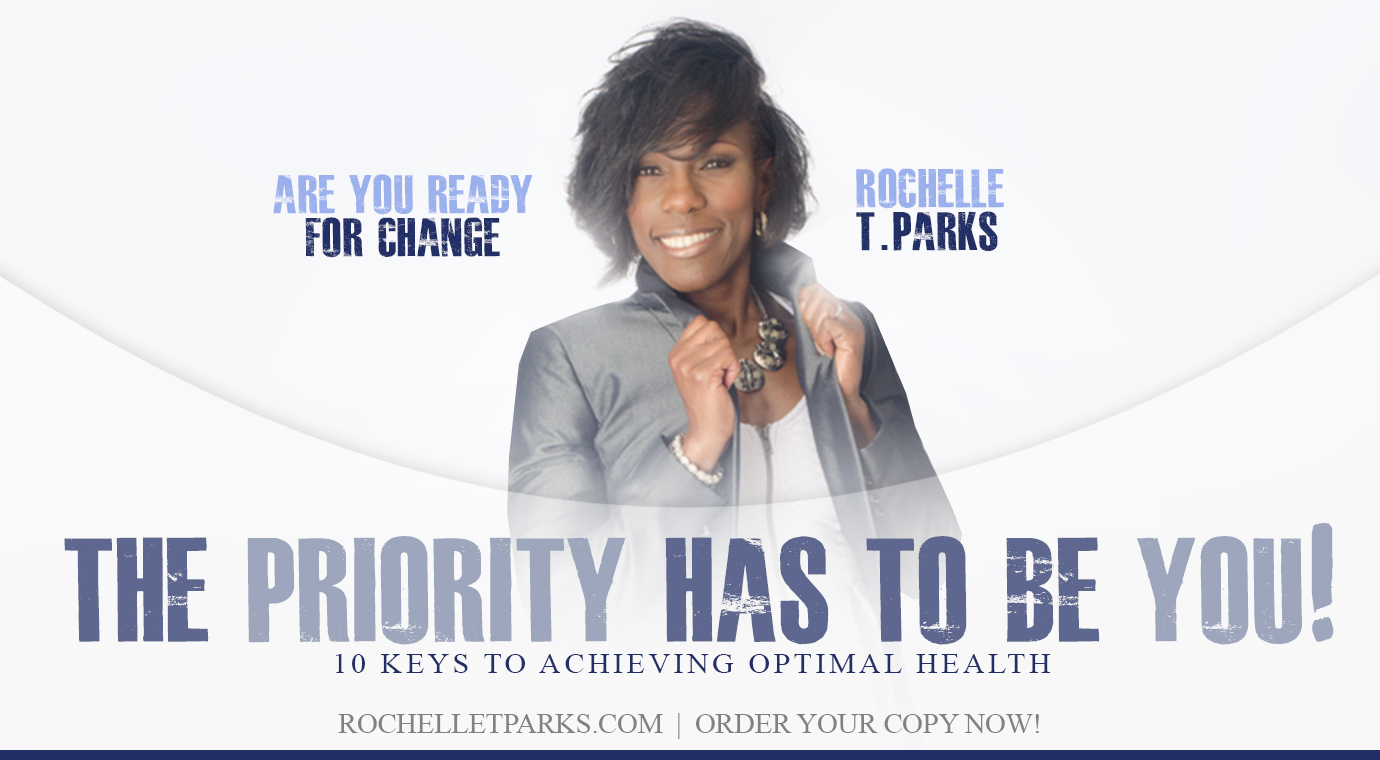 ARE YOU READY
FOR CHANGE
ROCHELLE
T.PARKS
THE PRIORITY HAS TO BE YOU!
10 KEYS TO ACHIEVING OPTIMAL HEALTH
ROCHELLETPARKS.COM | ORDER YOUR COPY NOW!